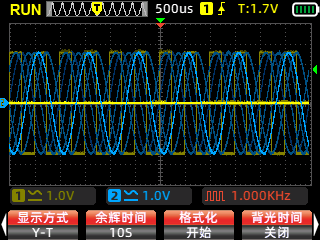 RUN T 500us 1 T:1.7V
1 1.0V 2 1.0V 1.000KHz
显示方式 余辉时间 格式化 背光时间
Y-T 10S 开始 关闭